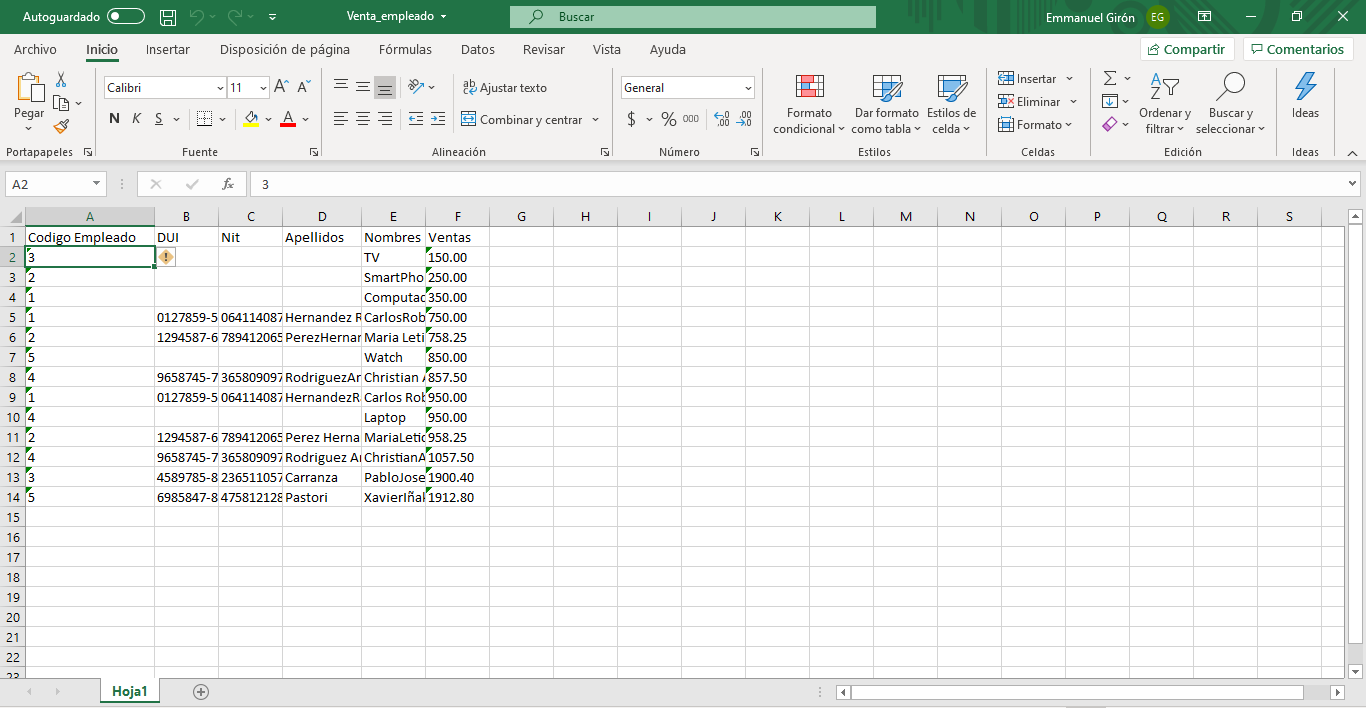 Autoguardado Venta_empleado Buscar Emmanuel Girón EG
Archivo Inicio Insertar Disposición de página Fórmulas Datos Revisar Vista Ayuda Compartir Comentarios
Pegar
Portapapeles
Calibri 11
N K S
Fuente
Ajustar texto
Combinar y centrar
Alineación
General
$ % 000
Número
Formato condicional
Dar formato como tabla
Estilos de celda
Estilos
Insertar
Eliminar
Formato
Celdas
Ordenar y filtrar
Buscar y seleccionar
Edición
Ideas
Ideas
A2 fx 3
A B C D E F G H I J K L M N O P Q R S
1 Codigo Empleado DUI Nit Apellidos Nombres Ventas
2 3 TV 150.00
3 2 SmartPho 250.00
4 1 Computac 350.00
5 1 0127859-5 064114087 Hernandez R CarlosRob 750.00
6 2 1294587-6 789412065 PerezHernar Maria Leti 758.25
7 5 Watch 850.00
8 4 9658745-7 365809097 RodriguezAr Christian A 857.50
9 1 0127859-5 064114087 HernandezR Carlos Rob 950.00
10 4 Laptop 950.00
11 2 1294587-6 789412065 Perez Herna MariaLetic 958.25
12 4 9658745-7 365809097 Rodriguez Ar ChristianA 1057.50
13 3 4589785-8 236511057 Carranza PabloJose 1900.40
14 5 6985847-8 475812128 Pastori XavierIñak 1912.80
15
16
17
18
19
20
21
22
23
Hoja1